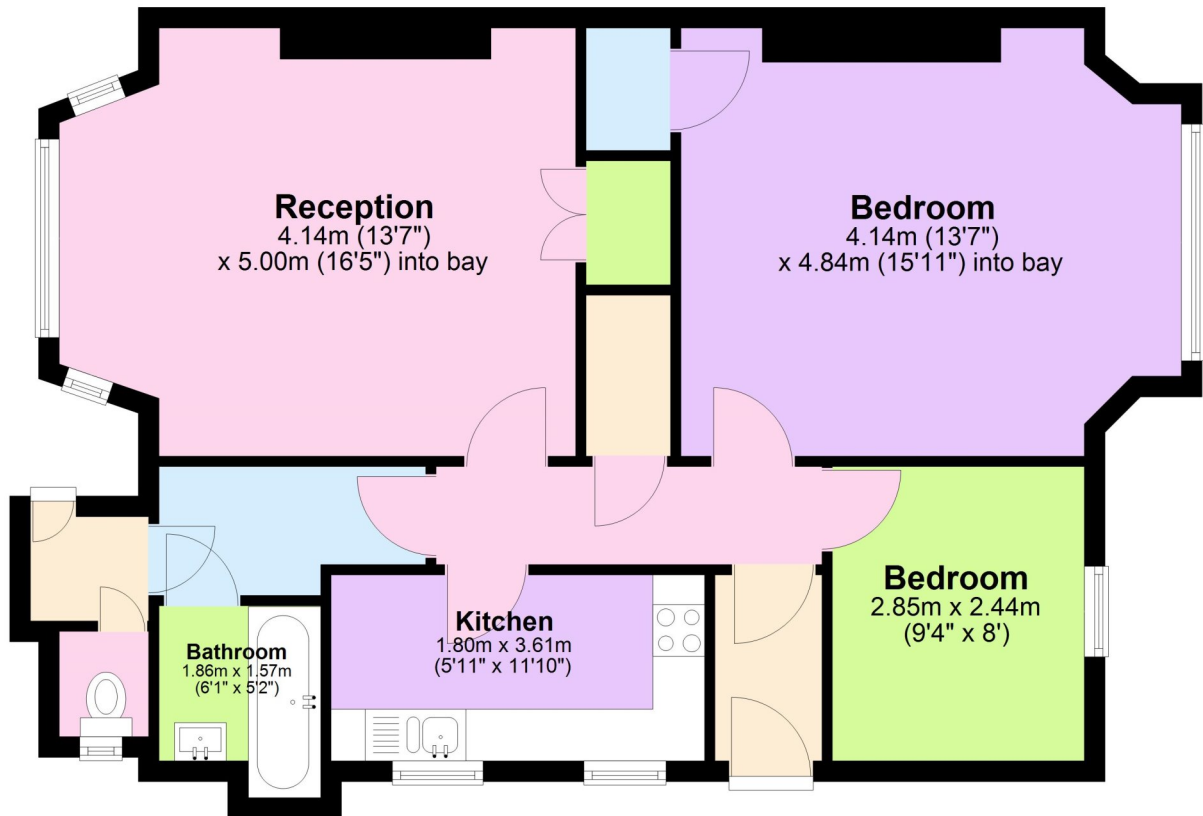 Reception
4.14m (13'7")
x 5.00m (16'5") into bay
Bedroom
4.14m (13'7")
x 4.84m (15'11") into bay
Bedroom
2.85m x 2.44m
(9'4" x 8')
Kitchen
1.80m x 3.61m
(5'11" x 11'10")
Bathroom
1.86m x 1.57m
(6'1" x 5'2")